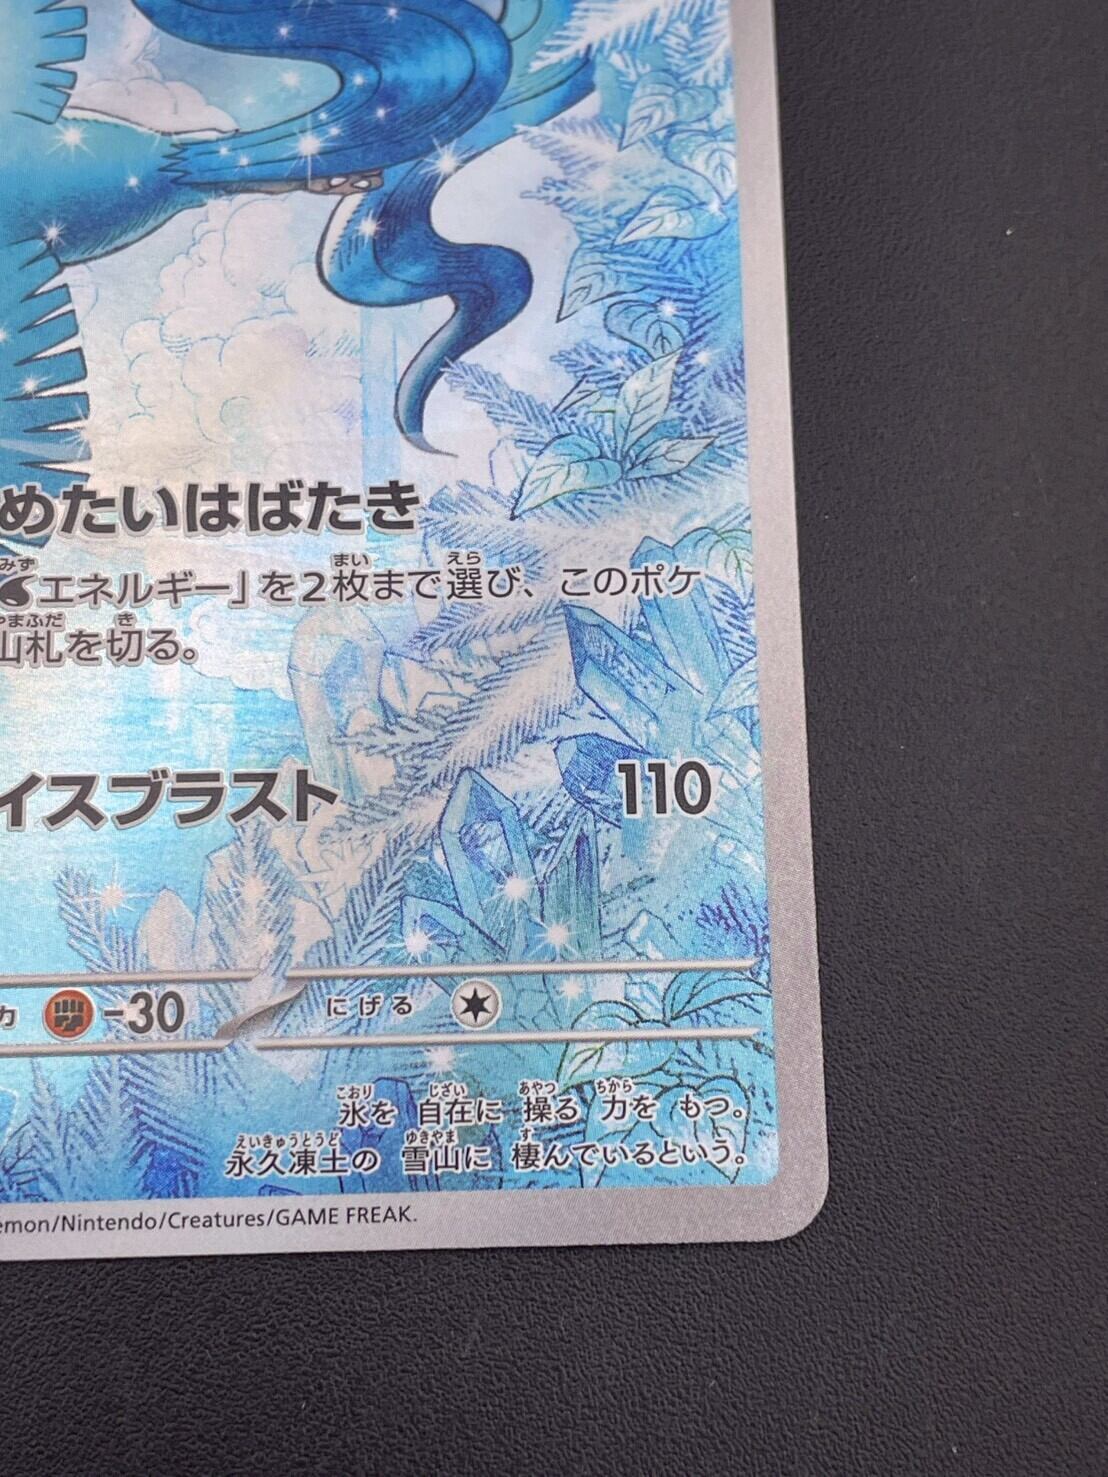 めたいはばたき
エネルギー」を2枚まで選び、このポケ
山札を切る。
イスブラスト 110
力 -30 にげる
氷を 自在に 操る 力を もつ。
永久凍土の 雪山に 棲んでいるという。
emon/Nintendo/Creatures/GAME FREAK.